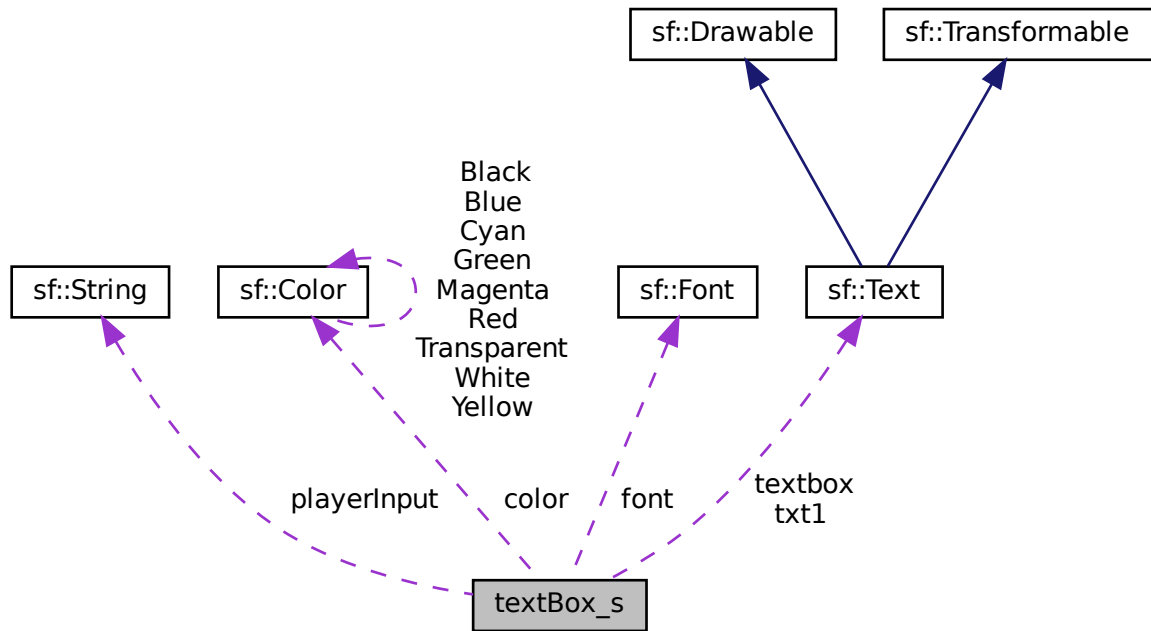 sf::Drawable
sf::Transformable
Black
Blue
Cyan
Green
Magenta
Red
Transparent
White
Yellow
sf::String
sf::Color
sf::Font
sf::Text
playerInput
color
font
textbox
txt1
textBox_s